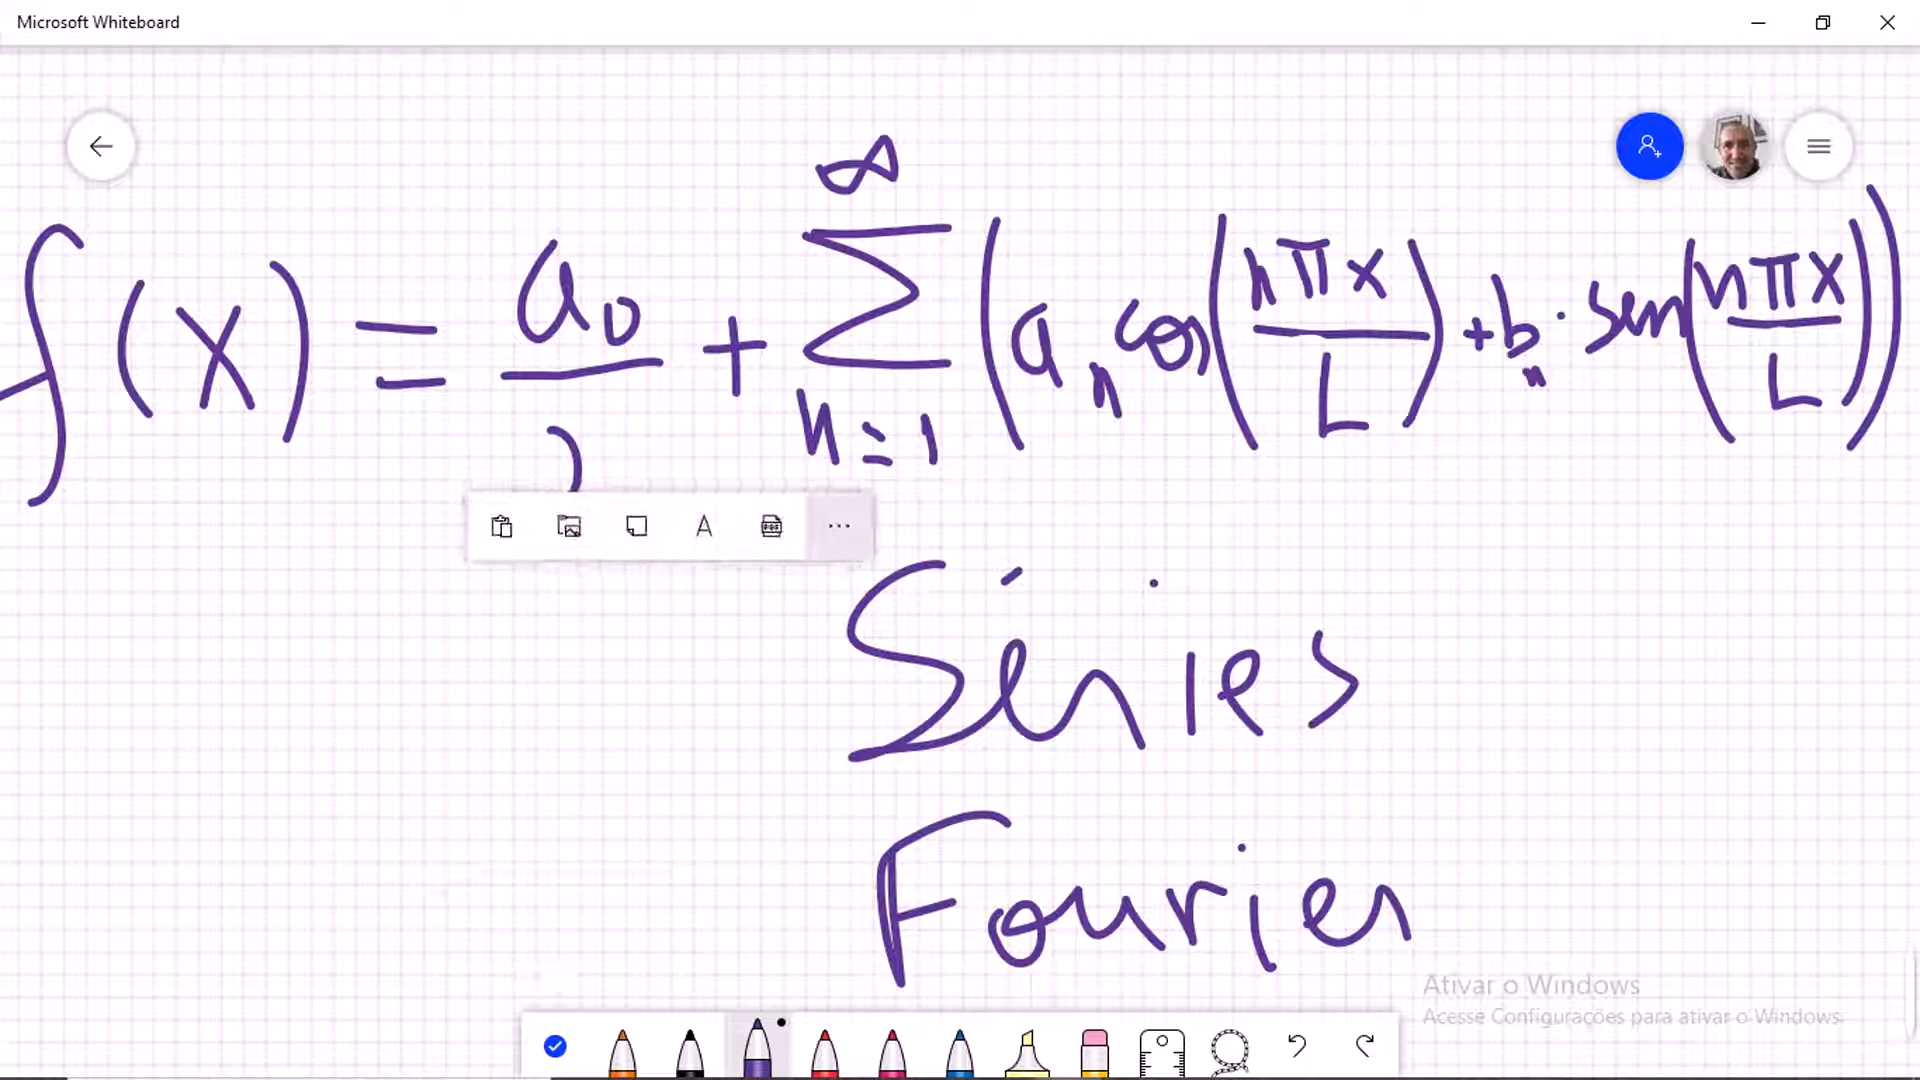 Microsoft Whiteboard
f(x) = a₀/2 + ∑ₙ₌₁^∞ (aₙ cos(nπx/L) + bₙ · sen(nπx/L))
Séries
Fourier
Ativar o Windows
Acesse Configurações para ativar o Windows.